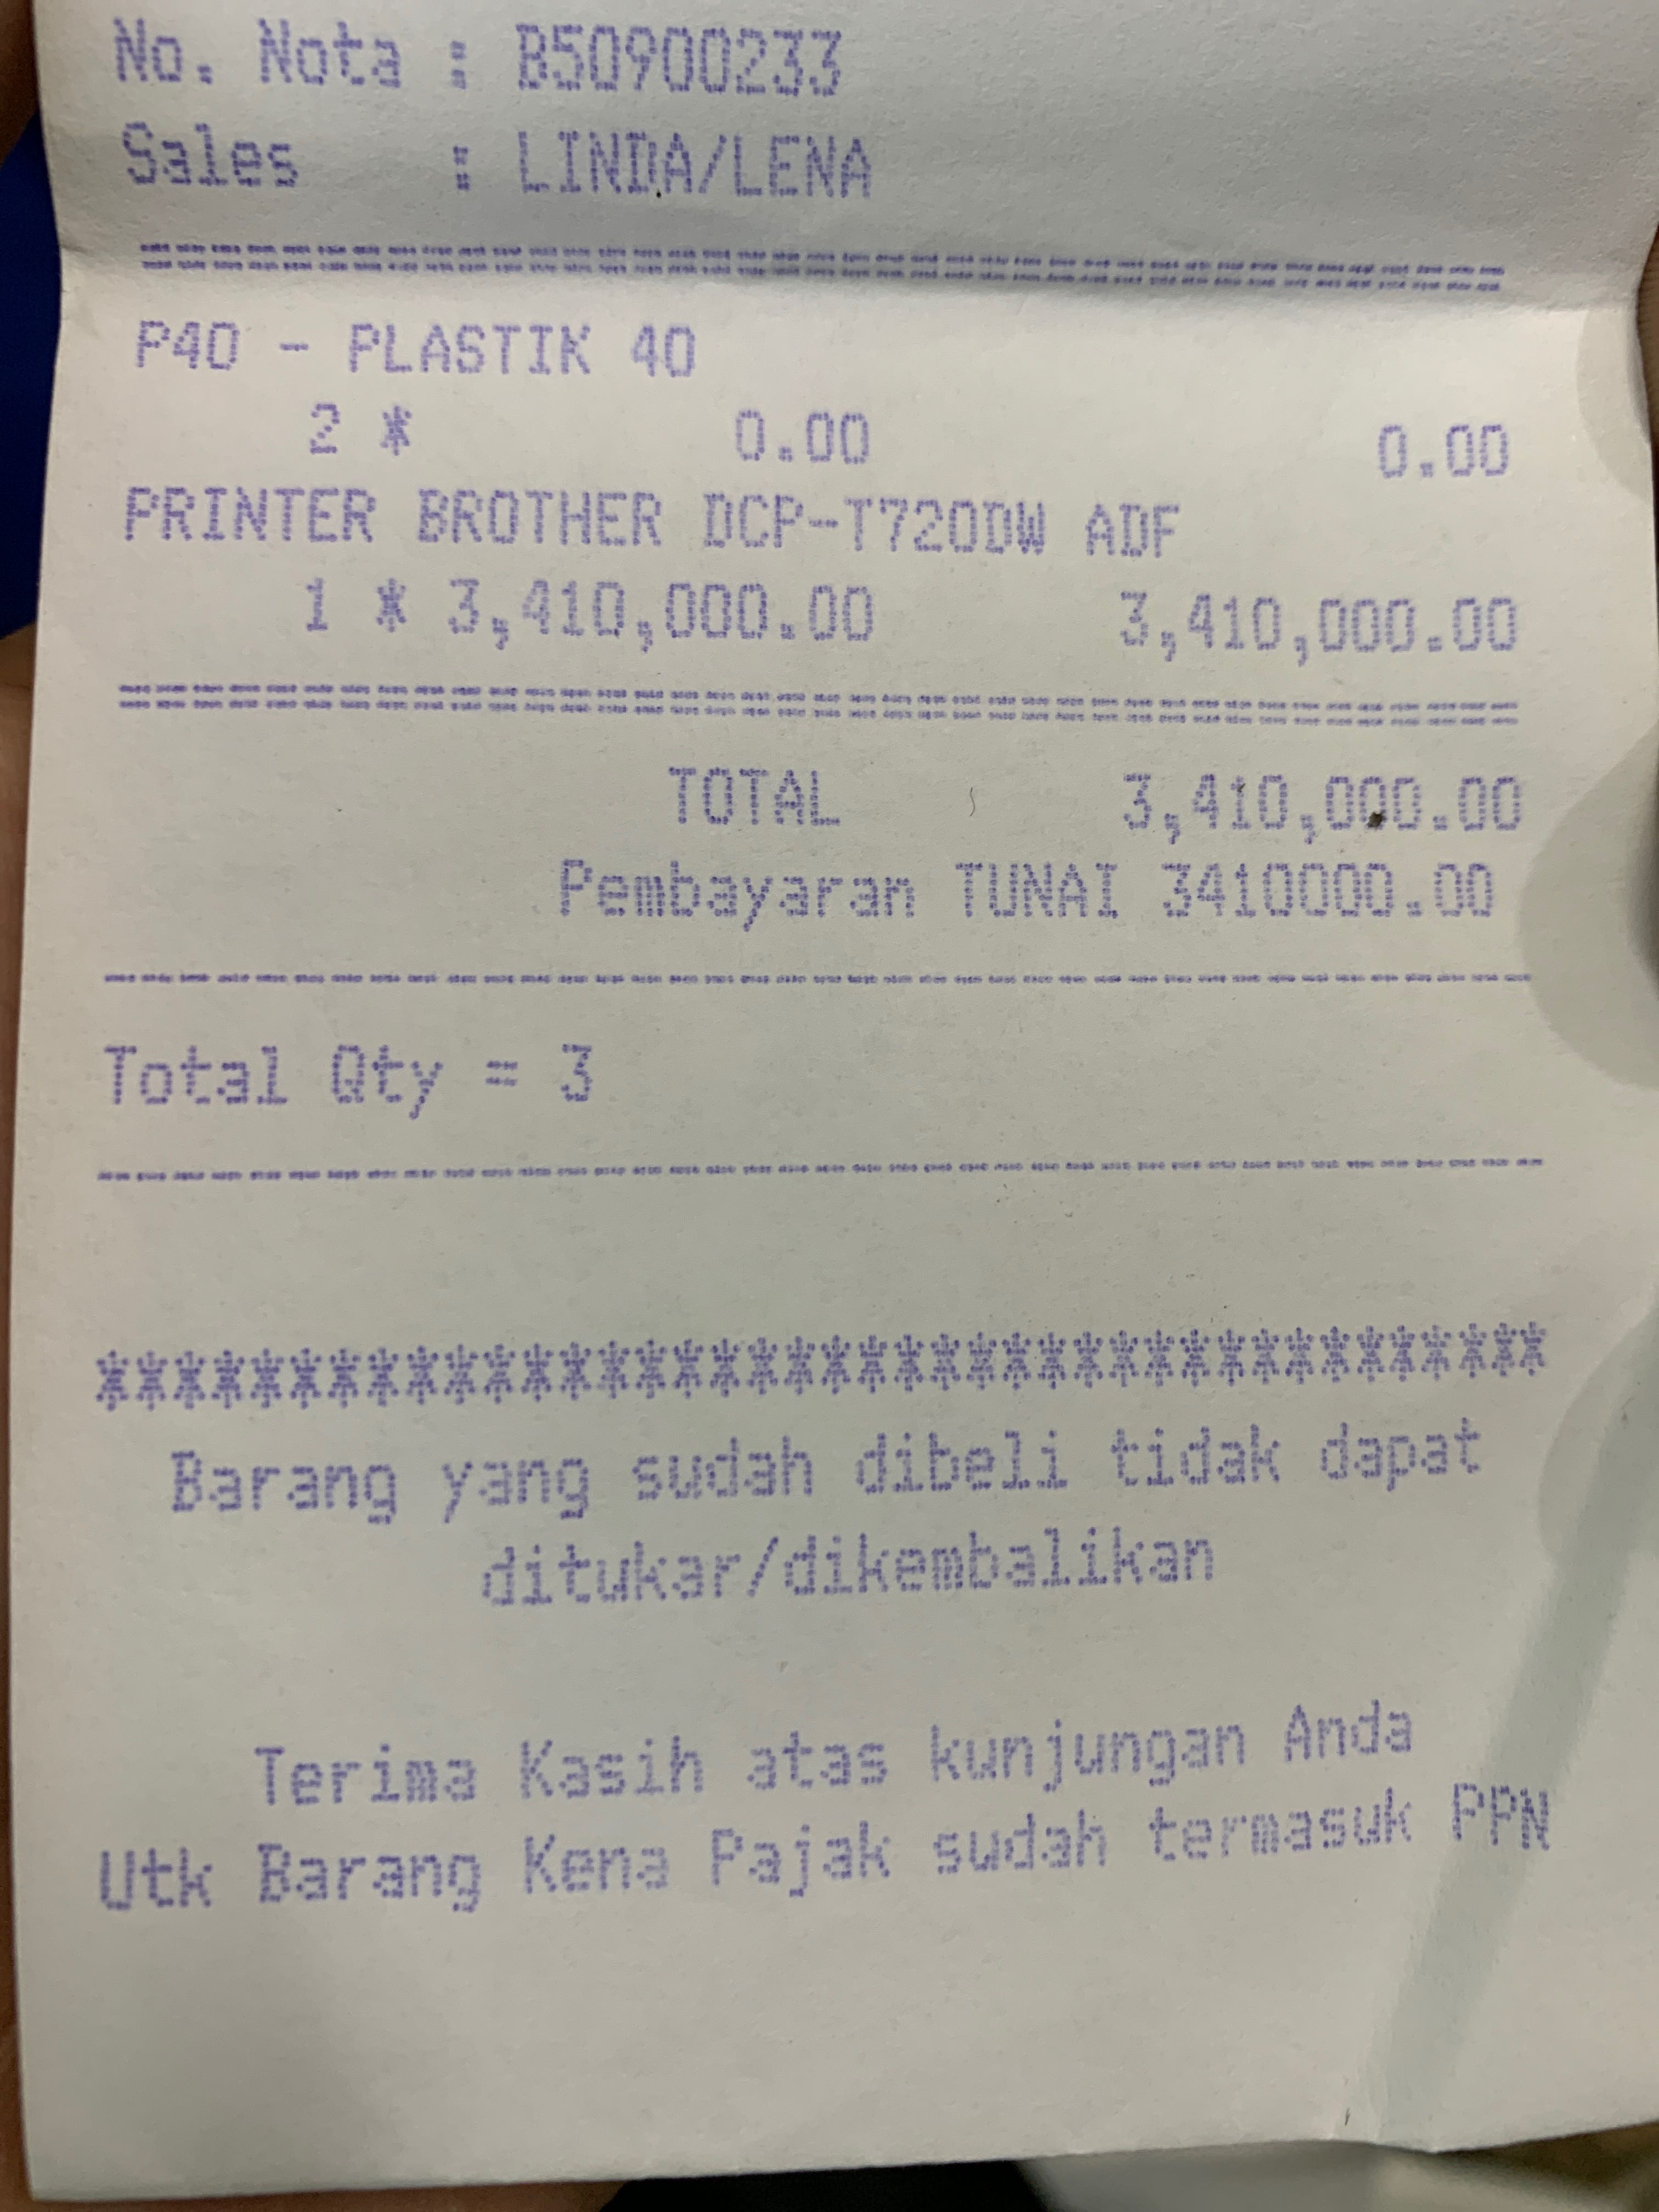 No. Nota : B50900233
Sales : LINDA/LENA
================================
P40 - PLASTIK 40
2 * 0.00 0.00
PRINTER BROTHER DCP-T720DW ADF
1 * 3,410,000.00 3,410,000.00
================================
TOTAL 3,410,000.00
Pembayaran TUNAI 3410000.00
----------------------------------------
Total Qty = 3
----------------------------------------
***************************************
Barang yang sudah dibeli tidak dapat
ditukar/dikembalikan
Terima Kasih atas kunjungan Anda
Utk Barang Kena Pajak sudah termasuk PPN